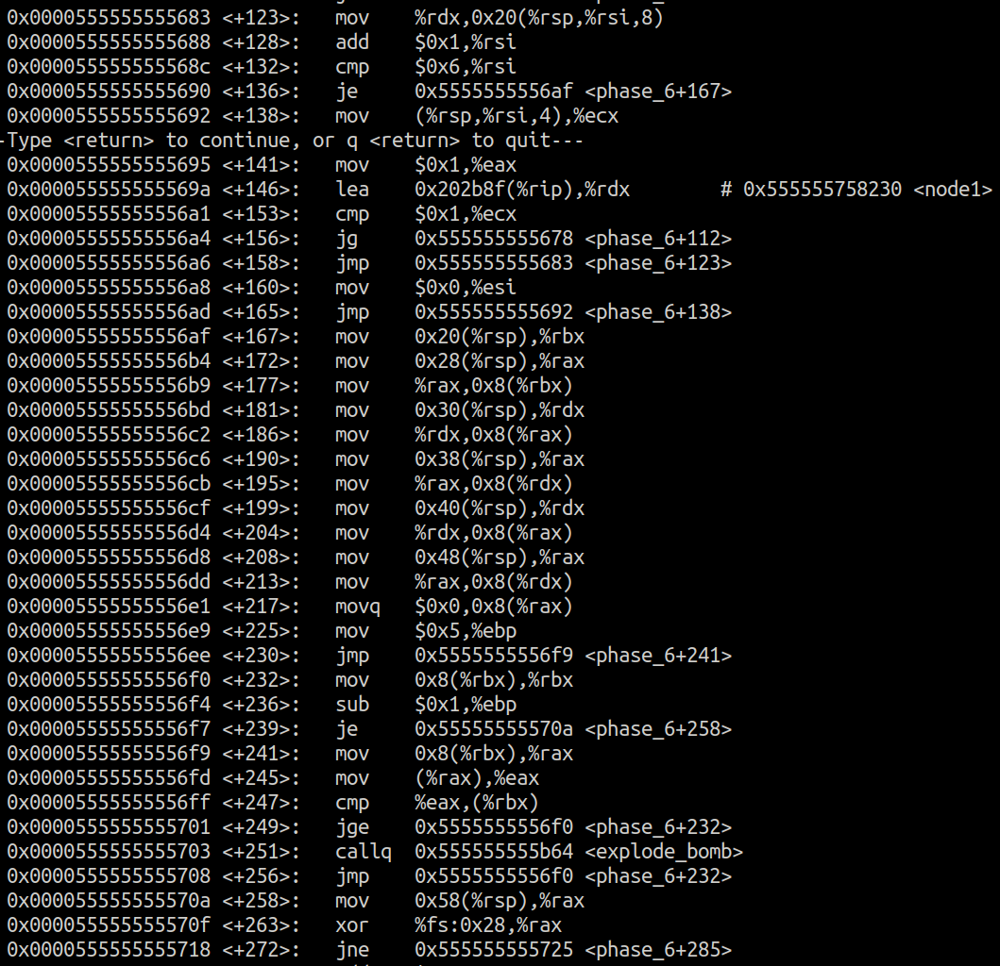 0x0000555555555683 <+123>: mov %rdx,0x20(%rsp,%rsi,8)
0x0000555555555688 <+128>: add $0x1,%rsi
0x000055555555568c <+132>: cmp $0x6,%rsi
0x0000555555555690 <+136>: je 0x5555555556af <phase_6+167>
0x0000555555555692 <+138>: mov (%rsp,%rsi,4),%ecx
-Type <return> to continue, or q <return> to quit---
0x0000555555555695 <+141>: mov $0x1,%eax
0x000055555555569a <+146>: lea 0x202b8f(%rip),%rdx # 0x555555758230 <node1>
0x00005555555556a1 <+153>: cmp $0x1,%ecx
0x00005555555556a4 <+156>: jg 0x555555555678 <phase_6+112>
0x00005555555556a6 <+158>: jmp 0x555555555683 <phase_6+123>
0x00005555555556a8 <+160>: mov $0x0,%esi
0x00005555555556ad <+165>: jmp 0x555555555692 <phase_6+138>
0x00005555555556af <+167>: mov 0x20(%rsp),%rbx
0x00005555555556b4 <+172>: mov 0x28(%rsp),%rax
0x00005555555556b9 <+177>: mov %rax,0x8(%rbx)
0x00005555555556bd <+181>: mov 0x30(%rsp),%rdx
0x00005555555556c2 <+186>: mov %rdx,0x8(%rax)
0x00005555555556c6 <+190>: mov 0x38(%rsp),%rax
0x00005555555556cb <+195>: mov %rax,0x8(%rdx)
0x00005555555556cf <+199>: mov 0x40(%rsp),%rdx
0x00005555555556d4 <+204>: mov %rdx,0x8(%rax)
0x00005555555556d8 <+208>: mov 0x48(%rsp),%rax
0x00005555555556dd <+213>: mov %rax,0x8(%rdx)
0x00005555555556e1 <+217>: movq $0x0,0x8(%rax)
0x00005555555556e9 <+225>: mov $0x5,%ebp
0x00005555555556ee <+230>: jmp 0x5555555556f9 <phase_6+241>
0x00005555555556f0 <+232>: mov 0x8(%rbx),%rbx
0x00005555555556f4 <+236>: sub $0x1,%ebp
0x00005555555556f7 <+239>: je 0x55555555570a <phase_6+258>
0x00005555555556f9 <+241>: mov 0x8(%rbx),%rax
0x00005555555556fd <+245>: mov (%rax),%eax
0x00005555555556ff <+247>: cmp %eax,(%rbx)
0x0000555555555701 <+249>: jge 0x5555555556f0 <phase_6+232>
0x0000555555555703 <+251>: callq 0x555555555b64 <explode_bomb>
0x0000555555555708 <+256>: jmp 0x5555555556f0 <phase_6+232>
0x000055555555570a <+258>: mov 0x58(%rsp),%rax
0x000055555555570f <+263>: xor %fs:0x28,%rax
0x0000555555555718 <+272>: jne 0x555555555725 <phase_6+285>